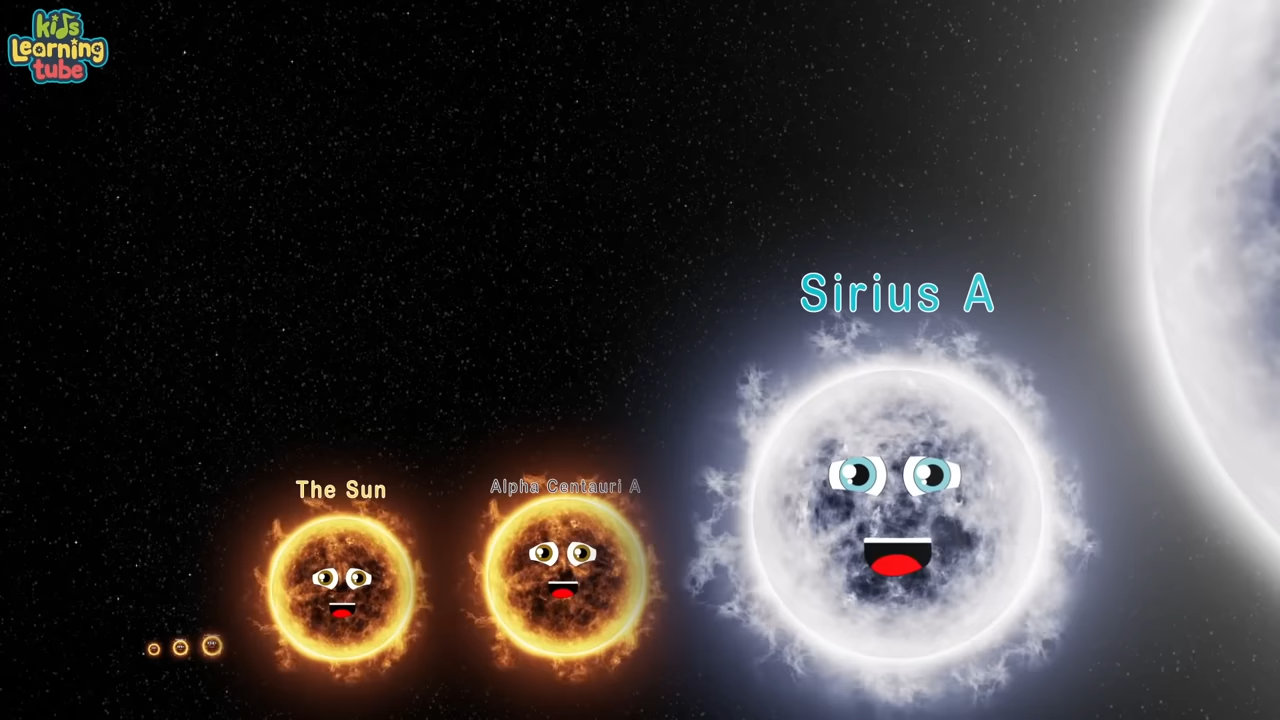 kids
Learning
tube
Sirius A
The Sun
Alpha Centauri A